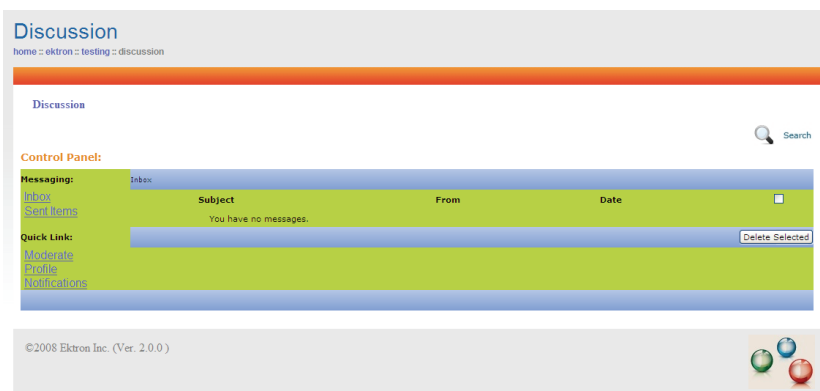 Discussion
home :: ektron :: testing :: discussion
Discussion
Search
Control Panel:
Messaging:
Inbox
Inbox
Sent Items
Subject From Date
You have no messages.
Quick Link:
Delete Selected
Moderate
Profile
Notifications
©2008 Ektron Inc. (Ver. 2.0.0 )